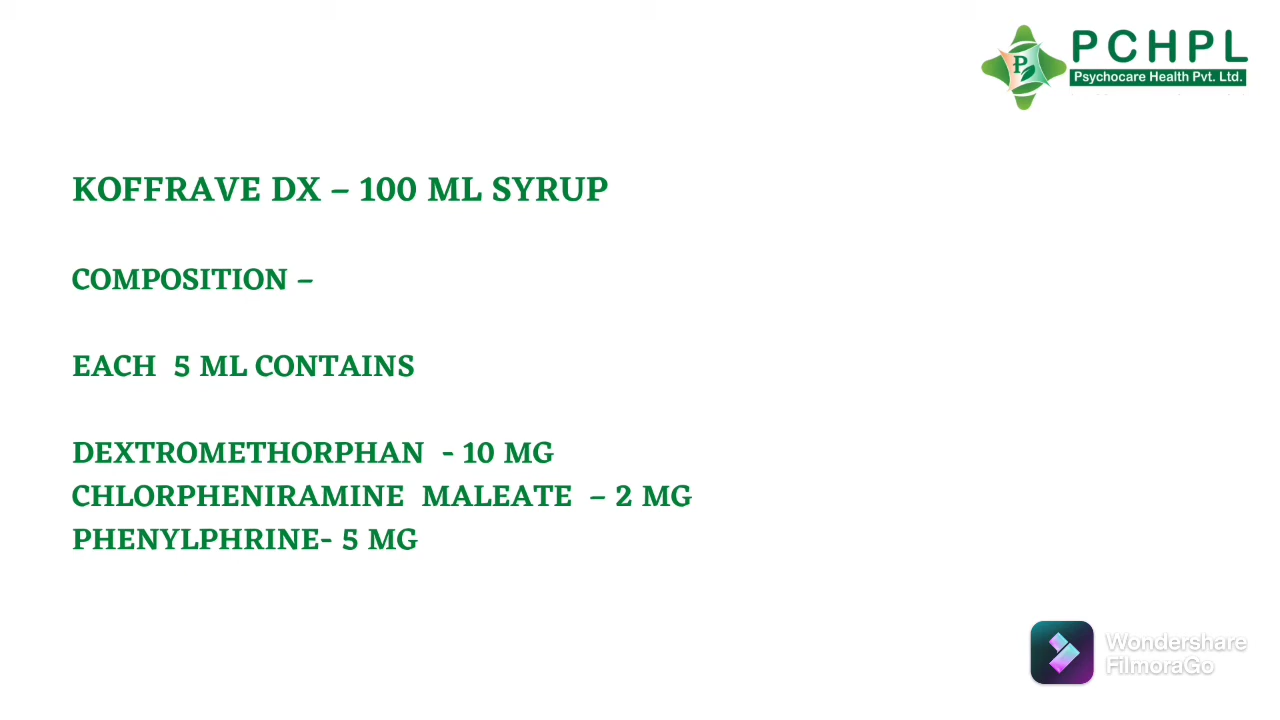 PCHPL
P
Psychocare Health Pvt. Ltd.
KOFFRAVE DX – 100 ML SYRUP
COMPOSITION –
EACH 5 ML CONTAINS
DEXTROMETHORPHAN - 10 MG
CHLORPHENIRAMINE MALEATE – 2 MG
PHENYLPHRINE- 5 MG
Wondershare
FilmoraGo